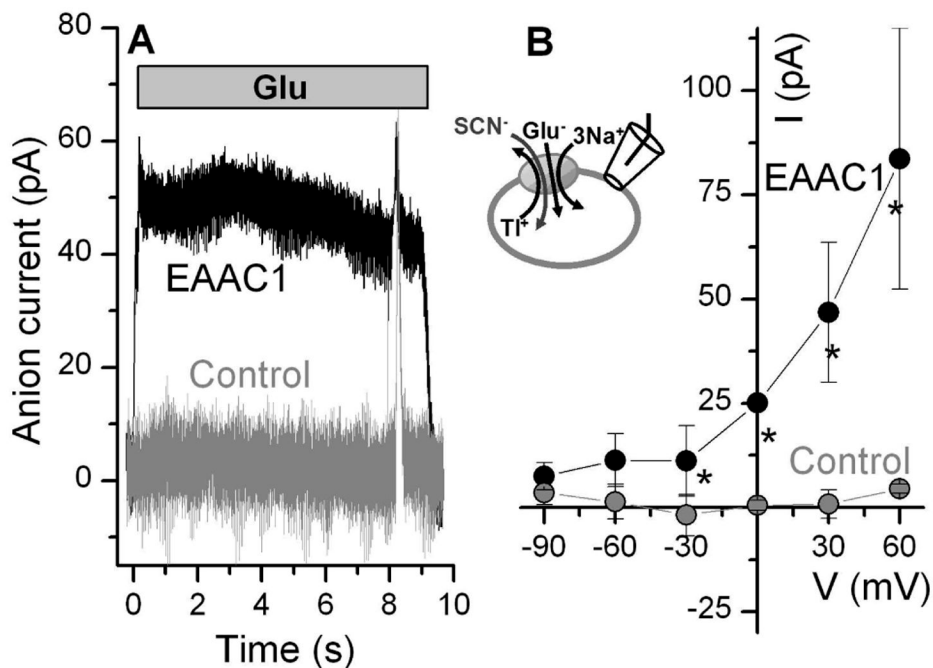 A
Glu
EAAC1
Control
Anion current (pA)
80
60
40
20
0
0 2 4 6 8 10
Time (s)
B
SCN⁻ Glu⁻ 3Na⁺
Tl⁺
I (pA)
100
75
50
25
-25
EAAC1
*
*
*
*
Control
-90 -60 -30 30 60
V (mV)